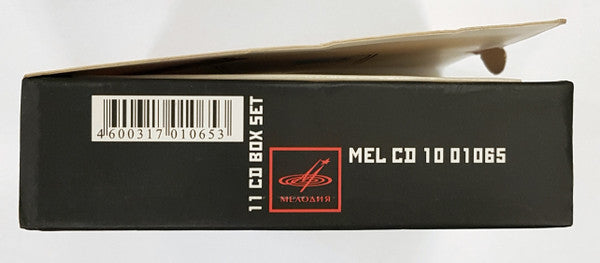 4600317010653
11 CD BOX SET
МЕЛОДИЯ
MEL CD 10 01065